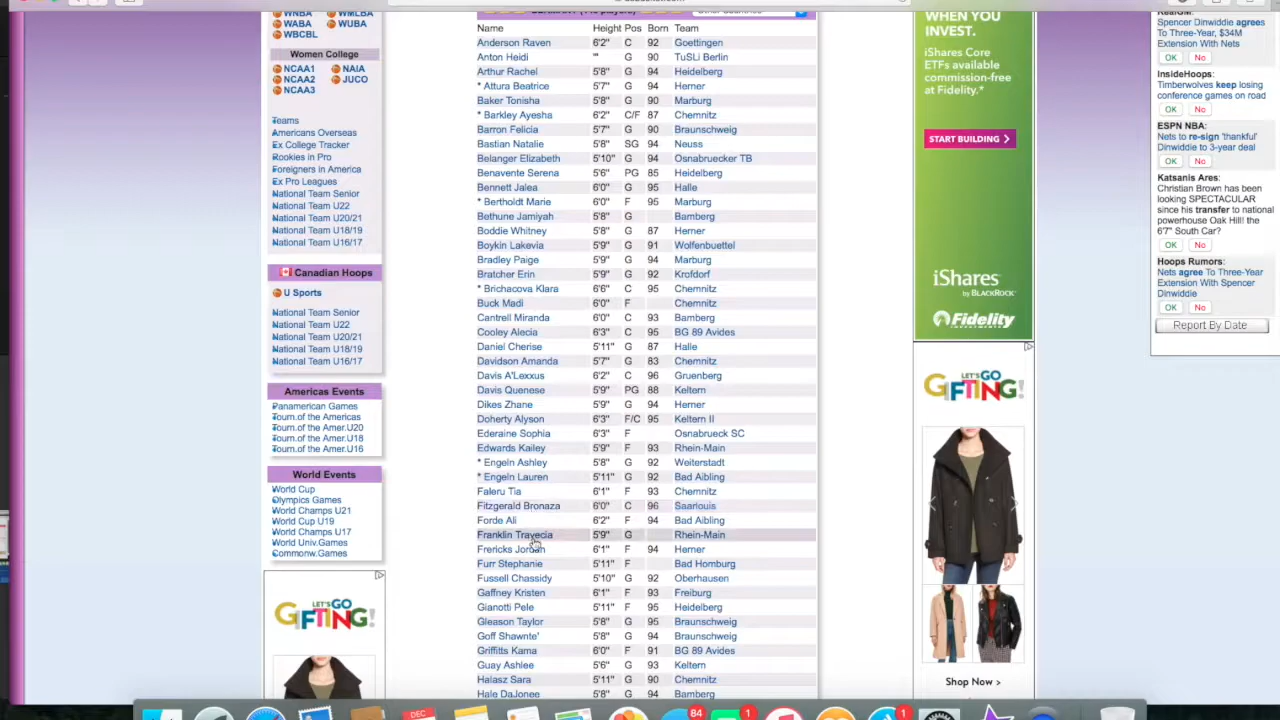 WNBA
WMLBA
WABA
WUBA
WBCBL
Women College
NCAA1
NAIA
NCAA2
JUCO
NCAA3
Teams
Americans Overseas
Ex College Tracker
Rookies in Pro
Foreigners in America
Ex Pro Leagues
National Team Senior
National Team U22
National Team U20/21
National Team U18/19
National Team U16/17
Canadian Hoops
U Sports
National Team Senior
National Team U22
National Team U20/21
National Team U18/19
National Team U16/17
Americas Events
Panamerican Games
Tourn.of the Americas
Tourn.of the Amer.U20
Tourn.of the Amer.U18
Tourn.of the Amer.U16
World Events
World Cup
Olympics Games
World Champs U21
World Cup U19
World Champs U17
World Univ.Games
Commonw.Games
LET'S GO
GIFTING!
Name Height Pos Born Team
Anderson Raven 6'2" C 92 Goettingen
Anton Heidi '" G 90 TuSLi Berlin
Arthur Rachel 5'8" G 94 Heidelberg
* Attura Beatrice 5'7" G 94 Herner
Baker Tonisha 5'8" G 90 Marburg
* Barkley Ayesha 6'2" C/F 87 Chemnitz
Barron Felicia 5'7" G 90 Braunschweig
Bastian Natalie 5'8" SG 94 Neuss
Belanger Elizabeth 5'10" G 94 Osnabruecker TB
Benavente Serena 5'6" PG 85 Heidelberg
Bennett Jalea 6'0" G 95 Halle
* Bertholdt Marie 6'0" F 95 Marburg
Bethune Jamiyah 5'8" G Bamberg
Boddie Whitney 5'8" G 87 Herner
Boykin Lakevia 5'9" G 91 Wolfenbuettel
Bradley Paige 5'9" G 94 Marburg
Bratcher Erin 5'9" G 92 Krofdorf
* Brichacova Klara 6'6" C 95 Chemnitz
Buck Madi 6'0" F Chemnitz
Cantrell Miranda 6'0" C 93 Bamberg
Cooley Alecia 6'3" C 95 BG 89 Avides
Daniel Cherise 5'11" G 87 Halle
Davidson Amanda 5'7" G 83 Chemnitz
Davis A'Lexxus 6'2" C 96 Gruenberg
Davis Quenese 5'9" PG 88 Keltern
Dikes Zhane 5'9" G 94 Herner
Doherty Alyson 6'3" F/C 95 Keltern II
Ederaine Sophia 6'3" F Osnabrueck SC
Edwards Kailey 5'9" F 93 Rhein-Main
* Engeln Ashley 5'8" G 92 Weiterstadt
* Engeln Lauren 5'11" G 92 Bad Aibling
Faleru Tia 6'1" F 93 Chemnitz
Fitzgerald Bronaza 6'0" C 96 Saarlouis
Forde Ali 6'2" F 94 Bad Aibling
Franklin Travecia 5'9" G Rhein-Main
Frericks Jordan 6'1" F 94 Herner
Furr Stephanie 5'11" F Bad Homburg
Fussell Chassidy 5'10" G 92 Oberhausen
Gaffney Kristen 6'1" F 93 Freiburg
Gianotti Pele 5'11" F 95 Heidelberg
Gleason Taylor 5'8" G 95 Braunschweig
Goff Shawnte' 5'8" G 94 Braunschweig
Griffitts Kama 6'0" F 91 BG 89 Avides
Guay Ashlee 5'6" G 93 Keltern
Halasz Sara 5'11" G 90 Chemnitz
Hale DaJonee 5'8" G 94 Bamberg
WHEN YOU
INVEST.
iShares Core
ETFs available
commission-free
at Fidelity.*
START BUILDING >
iShares
by BLACKROCK
Fidelity
INVESTMENTS
LET'S GO
GIFTING!
Shop Now >
RealGM:
Spencer Dinwiddie agrees
To Three-Year, $34M
Extension With Nets
OK No
InsideHoops:
Timberwolves keep losing
conference games on road
OK No
ESPN NBA:
Nets to re-sign 'thankful'
Dinwiddie to 3-year deal
OK No
Katsanis Ares:
Christian Brown has been
looking SPECTACULAR
since his transfer to national
powerhouse Oak Hill! the
6'7" South Car?
OK No
Hoops Rumors:
Nets agree To Three-Year
Extension With Spencer
Dinwiddie
OK No
Report By Date
DEC
84
1
1